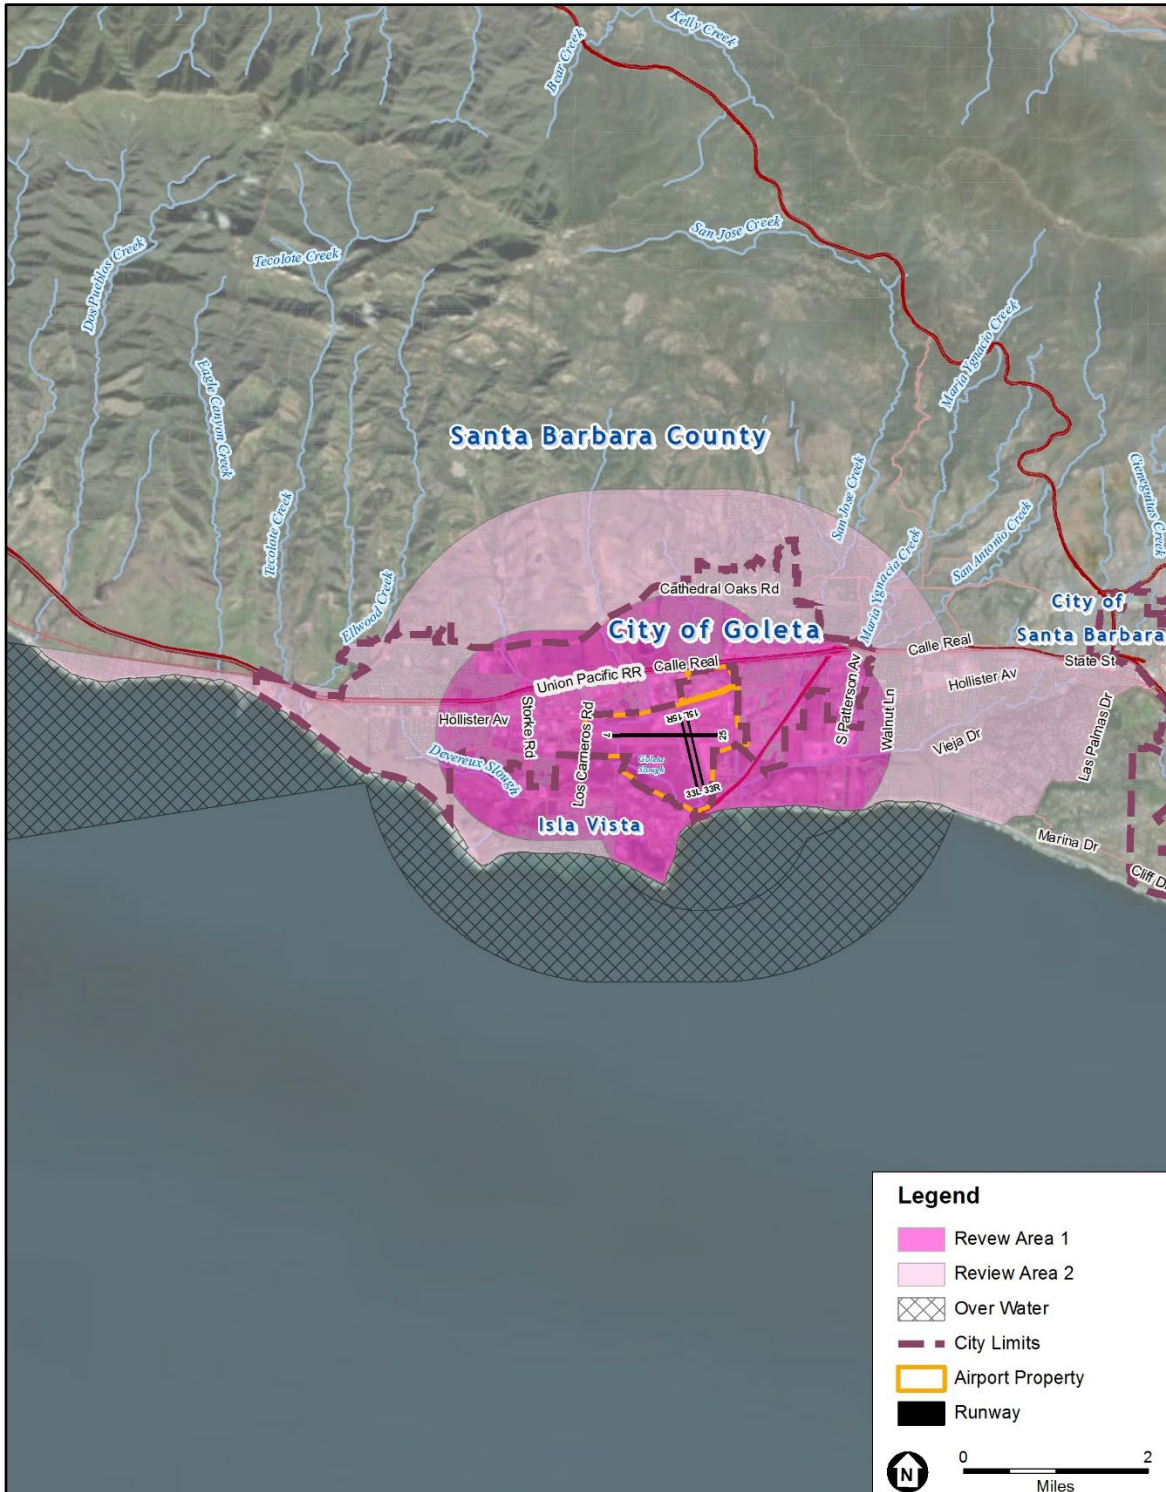 Kelly Creek
Bear Creek
San Jose Creek
Dos Pueblos Creek
Tecolote Creek
Maria Ygnacio Creek
Eagle Canyon Creek
Santa Barbara County
Cieneguitas Creek
San Jose Creek
Tecolote Creek
San Antonio Creek
Maria Ygnacia Creek
Ellwood Creek
Cathedral Oaks Rd
City of
Santa Barbara
City of Goleta
Calle Real
State St
Calle Real
Union Pacific RR
Hollister Av
S Patterson Av
Walnut Ln
Hollister Av
Storke Rd
Los Carneros Rd
15L 15R
7
25
Vieja Dr
Las Palmas Dr
Devereux Slough
Goleta
Slough
33L 33R
Isla Vista
Marina Dr
Cliff D
Legend
Revew Area 1
Review Area 2
Over Water
City Limits
Airport Property
Runway
N
0 2
Miles